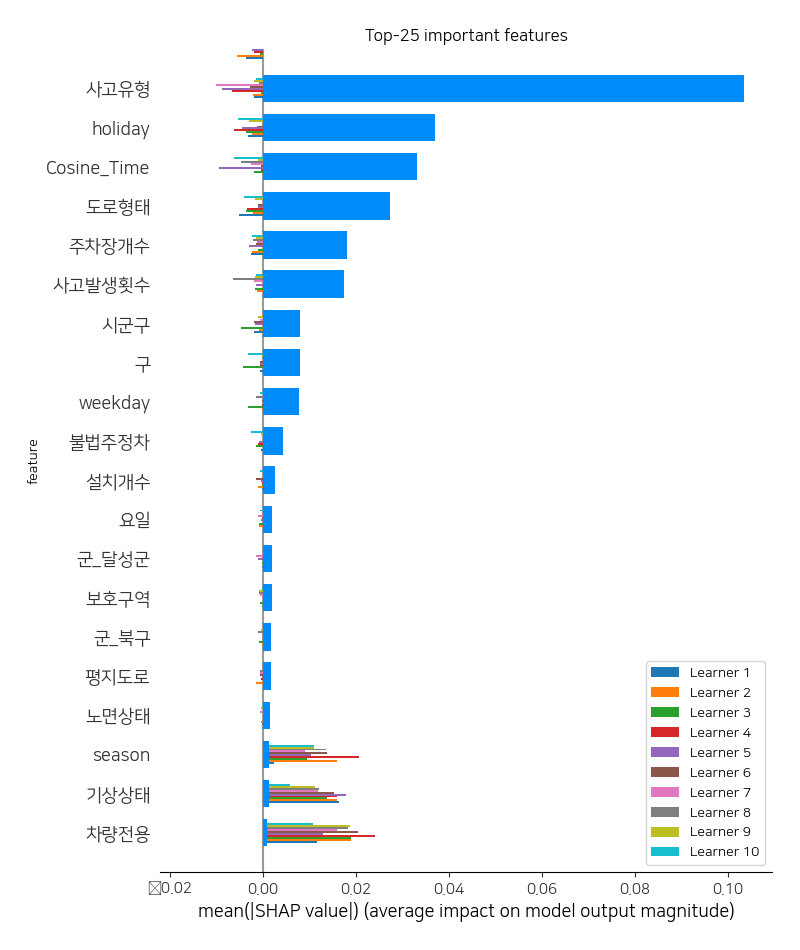 Top-25 important features
사고유형
holiday
Cosine_Time
도로형태
주차장개수
사고발생횟수
시군구
구
weekday
불법주정차
설치개수
요일
군_달성군
보호구역
군_북구
평지도로
노면상태
season
기상상태
차량전용
feature
Learner 1
Learner 2
Learner 3
Learner 4
Learner 5
Learner 6
Learner 7
Learner 8
Learner 9
Learner 10
0.02 0.00 0.02 0.04 0.06 0.08 0.10
mean(|SHAP value|) (average impact on model output magnitude)